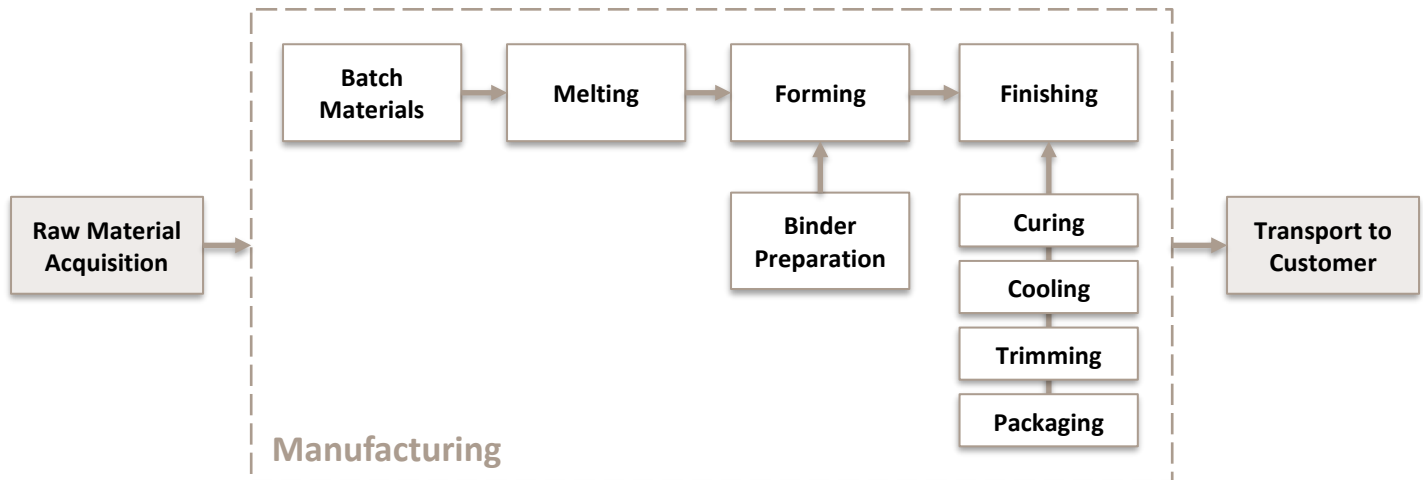 Batch
Materials
Melting
Forming
Finishing
Raw Material
Acquisition
Binder
Preparation
Curing
Cooling
Trimming
Packaging
Transport to
Customer
Manufacturing